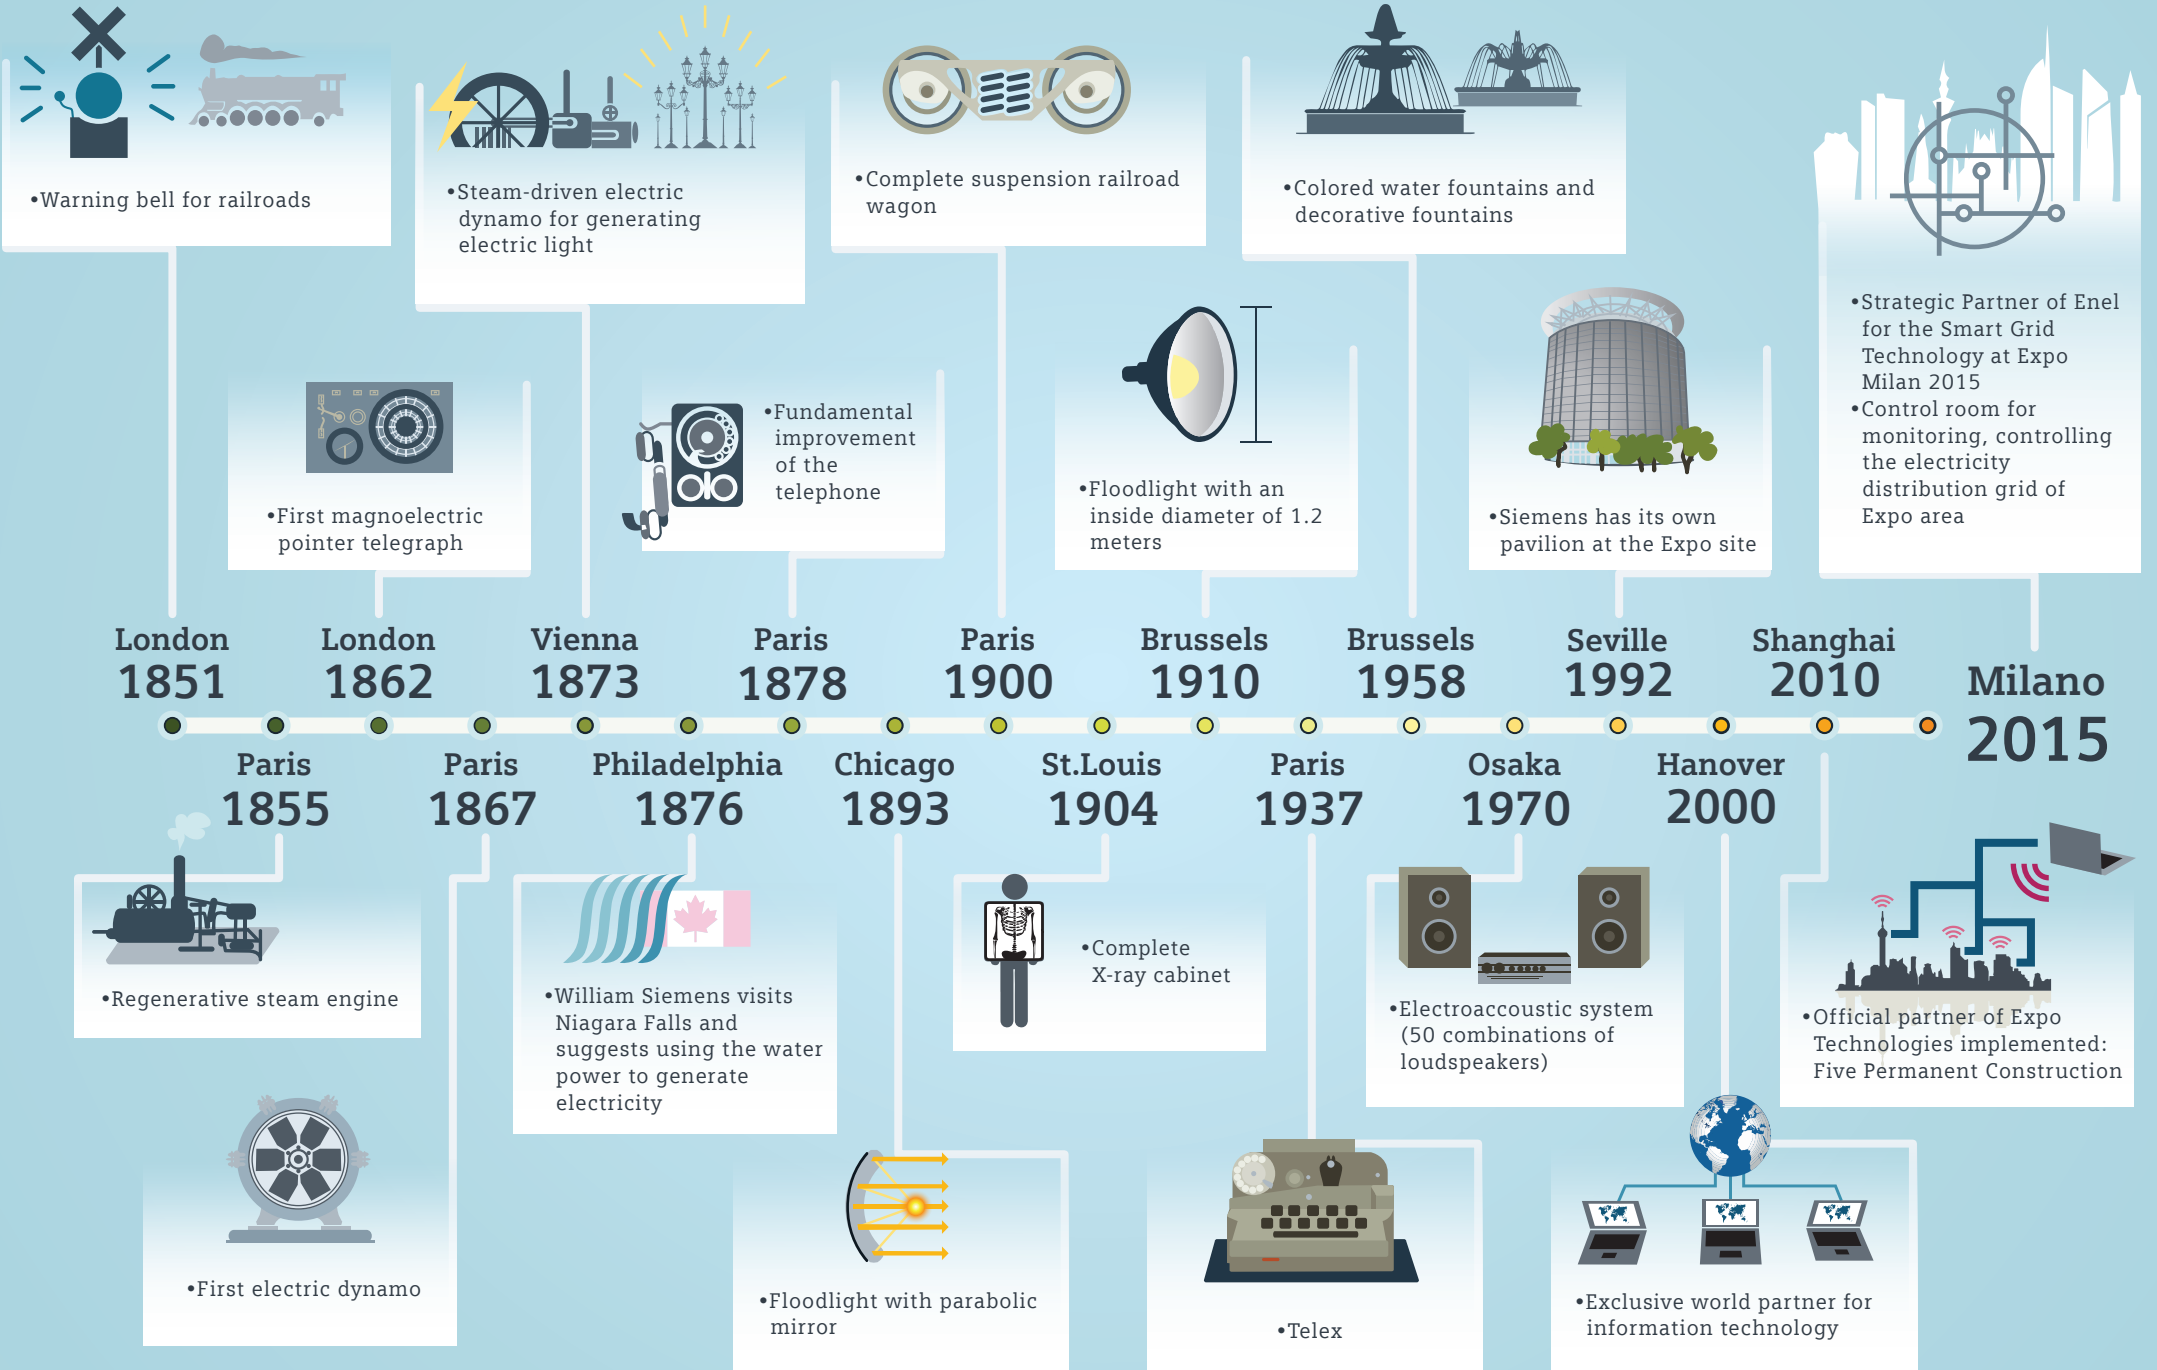 •Warning bell for railroads
•Steam-driven electric
dynamo for generating
electric light
•Complete suspension railroad
wagon
•Colored water fountains and
decorative fountains
•Strategic Partner of Enel
for the Smart Grid
Technology at Expo
Milan 2015
•Control room for
monitoring, controlling
the electricity
distribution grid of
Expo area
•First magnoelectric
pointer telegraph
•Fundamental
improvement
of the
telephone
•Floodlight with an
inside diameter of 1.2
meters
•Siemens has its own
pavilion at the Expo site
London
1851
London
1862
Vienna
1873
Paris
1878
Paris
1900
Brussels
1910
Brussels
1958
Seville
1992
Shanghai
2010
Milano
2015
Paris
1855
Paris
1867
Philadelphia
1876
Chicago
1893
St.Louis
1904
Paris
1937
Osaka
1970
Hanover
2000
•Regenerative steam engine
•William Siemens visits
Niagara Falls and
suggests using the water
power to generate
electricity
•Complete
X-ray cabinet
•Electroaccoustic system
(50 combinations of
loudspeakers)
•Official partner of Expo
Technologies implemented:
Five Permanent Construction
•First electric dynamo
•Floodlight with parabolic
mirror
•Telex
•Exclusive world partner for
information technology